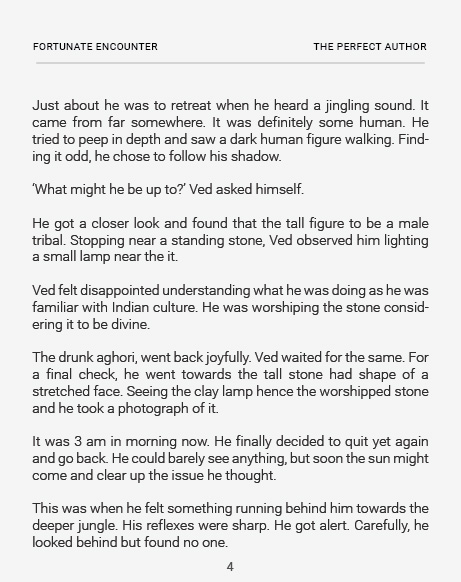 FORTUNATE ENCOUNTER THE PERFECT AUTHOR
Just about he was to retreat when he heard a jingling sound. It
came from far somewhere. It was definitely some human. He
tried to peep in depth and saw a dark human figure walking. Find-
ing it odd, he chose to follow his shadow.
‘What might he be up to?’ Ved asked himself.
He got a closer look and found that the tall figure to be a male
tribal. Stopping near a standing stone, Ved observed him lighting
a small lamp near the it.
Ved felt disappointed understanding what he was doing as he was
familiar with Indian culture. He was worshiping the stone consid-
ering it to be divine.
The drunk aghori, went back joyfully. Ved waited for the same. For
a final check, he went towards the tall stone had shape of a
stretched face. Seeing the clay lamp hence the worshipped stone
and he took a photograph of it.
It was 3 am in morning now. He finally decided to quit yet again
and go back. He could barely see anything, but soon the sun might
come and clear up the issue he thought.
This was when he felt something running behind him towards the
deeper jungle. His reflexes were sharp. He got alert. Carefully, he
looked behind but found no one.
4